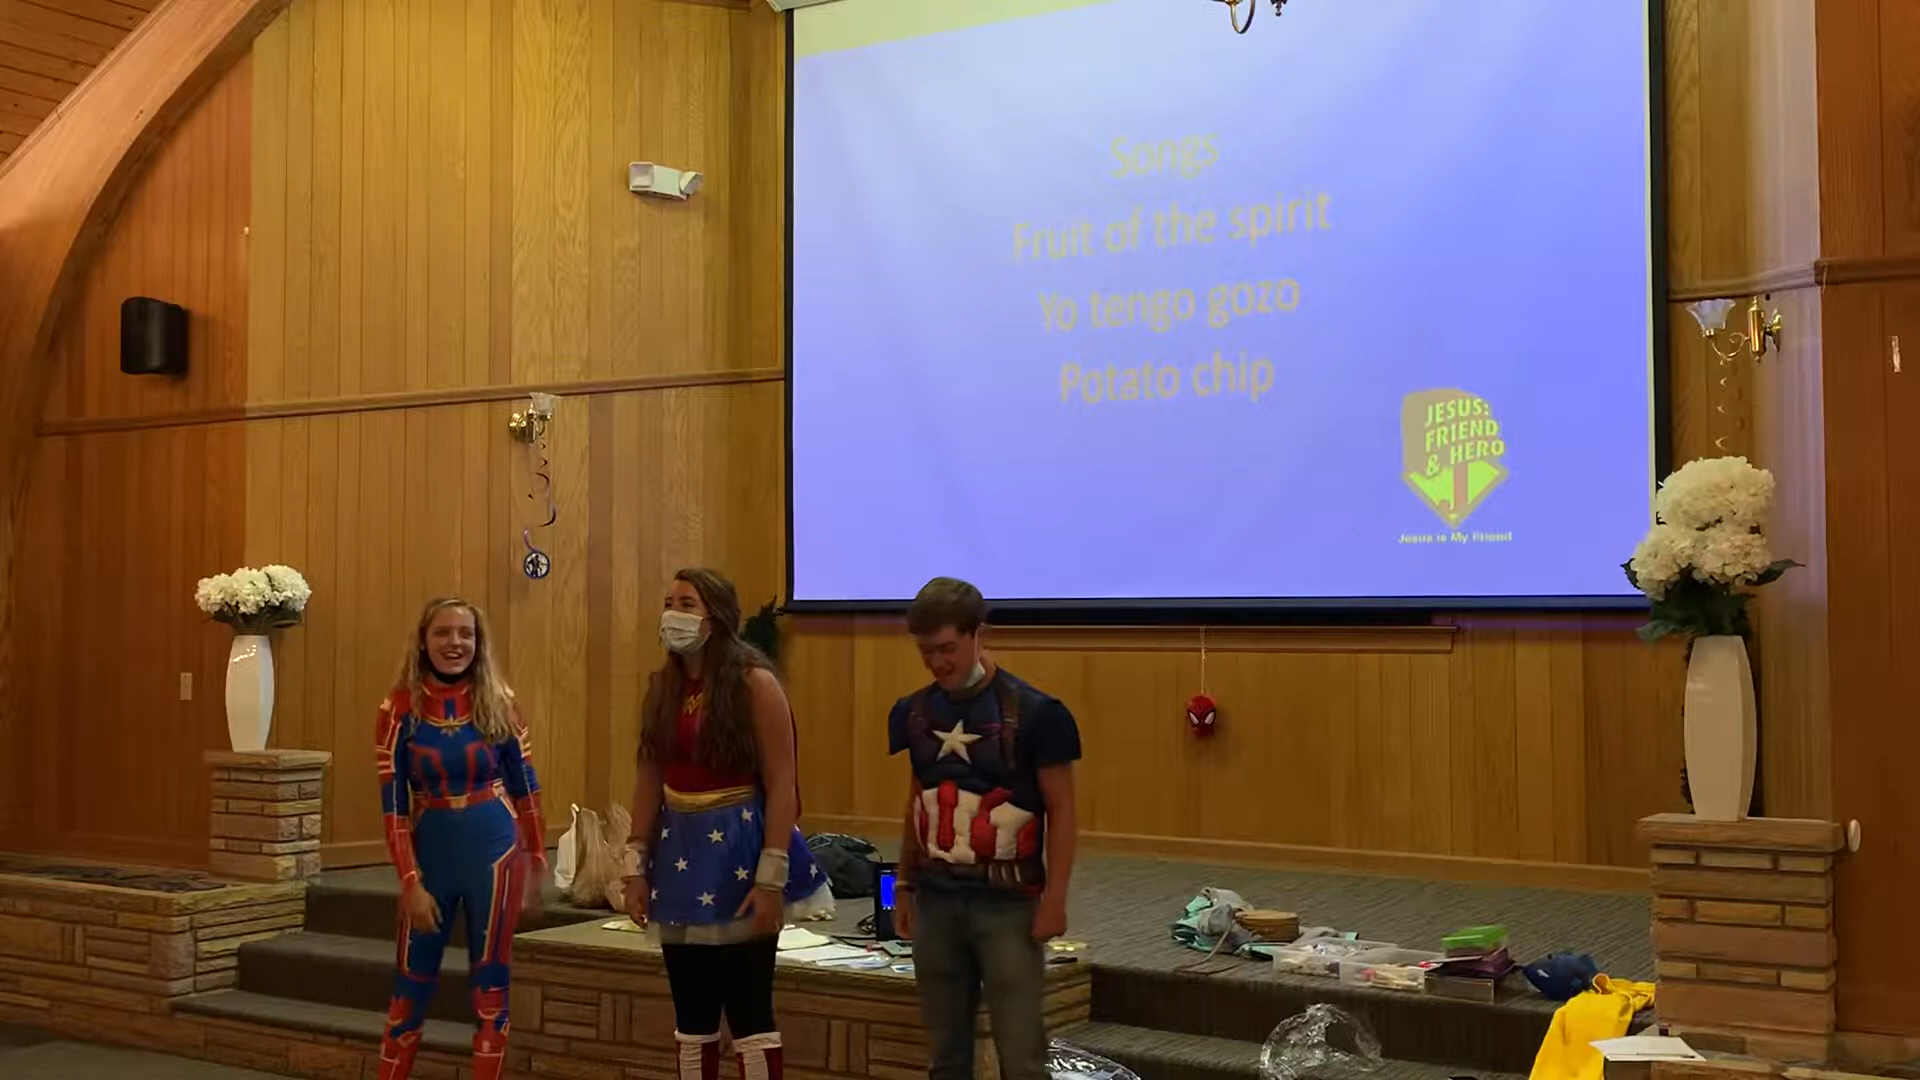 Songs
Fruit of the spirit
Yo tengo gozo
Potato chip
JESUS:
FRIEND
& HERO
Jesus is My Friend